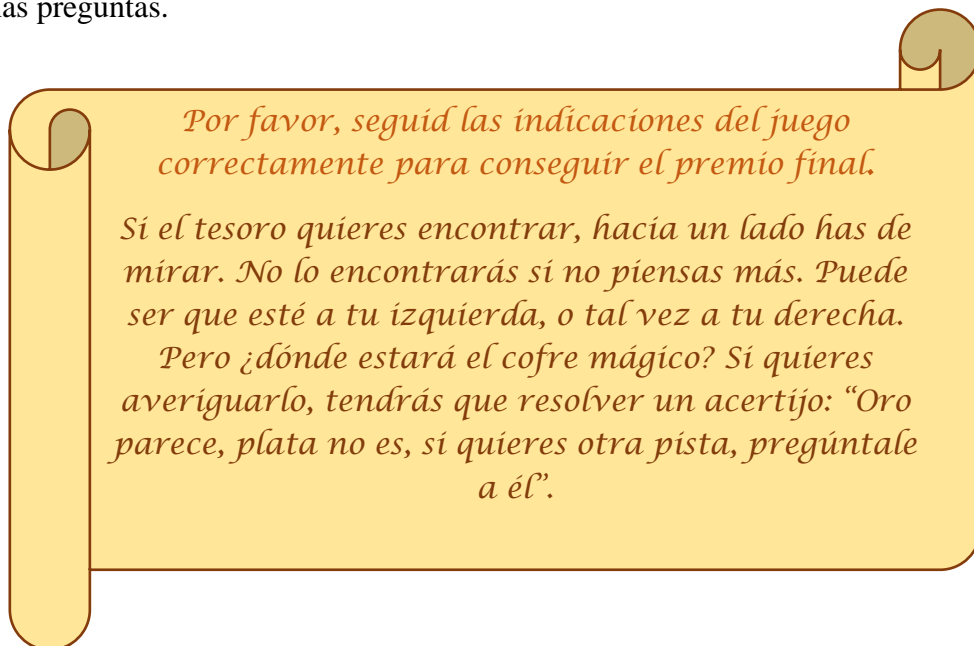 las preguntas.
Por favor, seguid las indicaciones del juego
correctamente para conseguir el premio final.
Si el tesoro quieres encontrar, hacia un lado has de
mirar. No lo encontrarás si no piensas más. Puede
ser que esté a tu izquierda, o tal vez a tu derecha.
Pero ¿dónde estará el cofre mágico? Si quieres
averiguarlo, tendrás que resolver un acertijo: “Oro
parece, plata no es, si quieres otra pista, pregúntale
a él”.